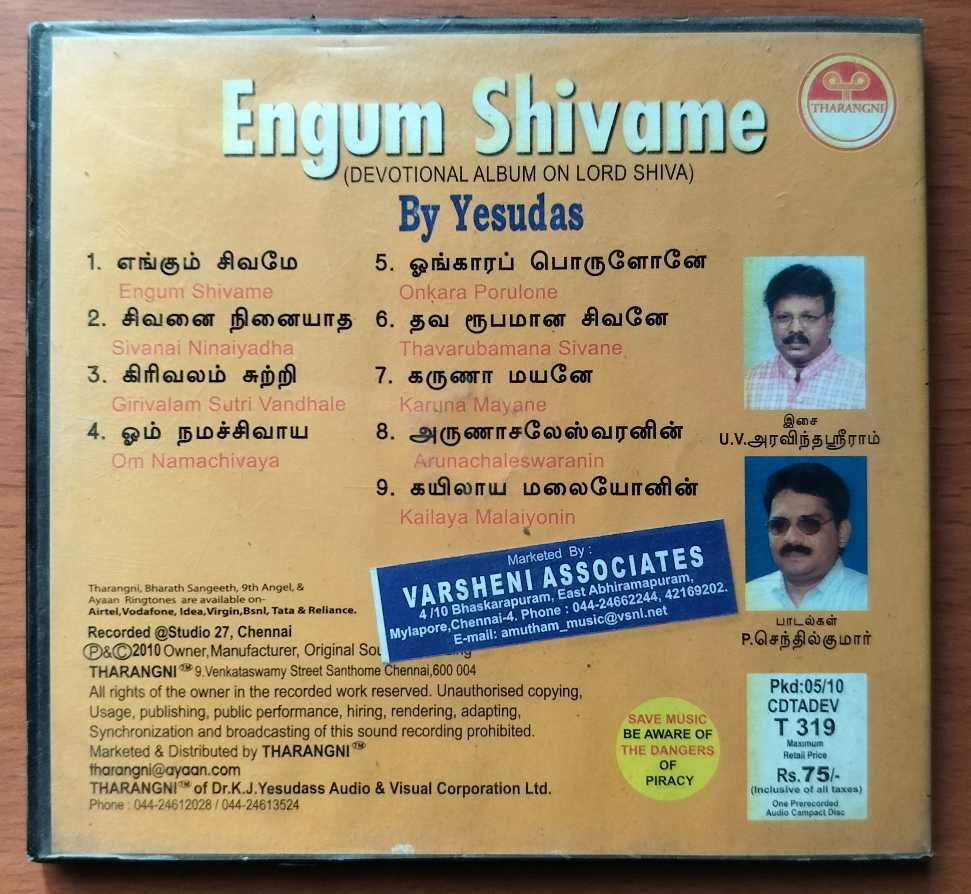 Engum Shivame
THARANGNI
(DEVOTIONAL ALBUM ON LORD SHIVA)
By Yesudas
1. எங்கும் சிவமே
Engum Shivame
2. சிவனை நினையாத
Sivanai Ninaiyadha
3. கிரிவலம் சுற்றி
Girivalam Sutri Vandhale
4. ஓம் நமச்சிவாய
Om Namachivaya
5. ஓங்காரப் பொருளோனே
Onkara Porulone
6. தவ ரூபமான சிவனே
Thavarubamana Sivane
7. கருணா மயனே
Karuna Mayane
8. அருணாசலேஸ்வரனின்
Arunachaleswaranin
9. கயிலாய மலையோனின்
Kailaya Malaiyonin
இசை
U.V.அரவிந்தஸ்ரீராம்
பாடல்கள்
P.செந்தில்குமார்
Marketed By :
VARSHENI ASSOCIATES
4 /10 Bhaskarapuram, East Abhiramapuram,
Mylapore,Chennai-4. Phone : 044-24662244, 42169202.
E-mail: amutham_music@vsnl.net
Tharangni, Bharath Sangeeth, 9th Angel, &
Ayaan Ringtones are available on-
Airtel,Vodafone, Idea,Virgin,Bsnl, Tata & Reliance.
Recorded @Studio 27, Chennai
℗&©2010 Owner,Manufacturer, Original
THARANGNI™ 9.Venkataswamy Street Santhome Chennai,600 004
All rights of the owner in the recorded work reserved. Unauthorised copying,
Usage, publishing, public performance, hiring, rendering, adapting,
Synchronization and broadcasting of this sound recording prohibited.
Marketed & Distributed by THARANGNI™
tharangni@ayaan.com
THARANGNI™ of Dr.K.J.Yesudass Audio & Visual Corporation Ltd.
Phone : 044-24612028 / 044-24613524
SAVE MUSIC
BE AWARE OF
THE DANGERS
OF
PIRACY
Pkd:05/10
CDTADEV
T 319
Maximum
Retail Price
Rs.75/-
(Inclusive of all taxes)
One Prerecorded
Audio Campact Disc